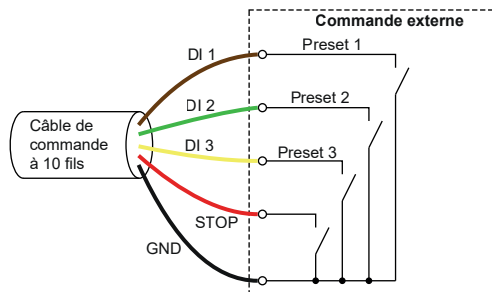 Commande externe
DI 1
Preset 1
DI 2
Preset 2
Câble de
commande
à 10 fils
DI 3
Preset 3
STOP
GND